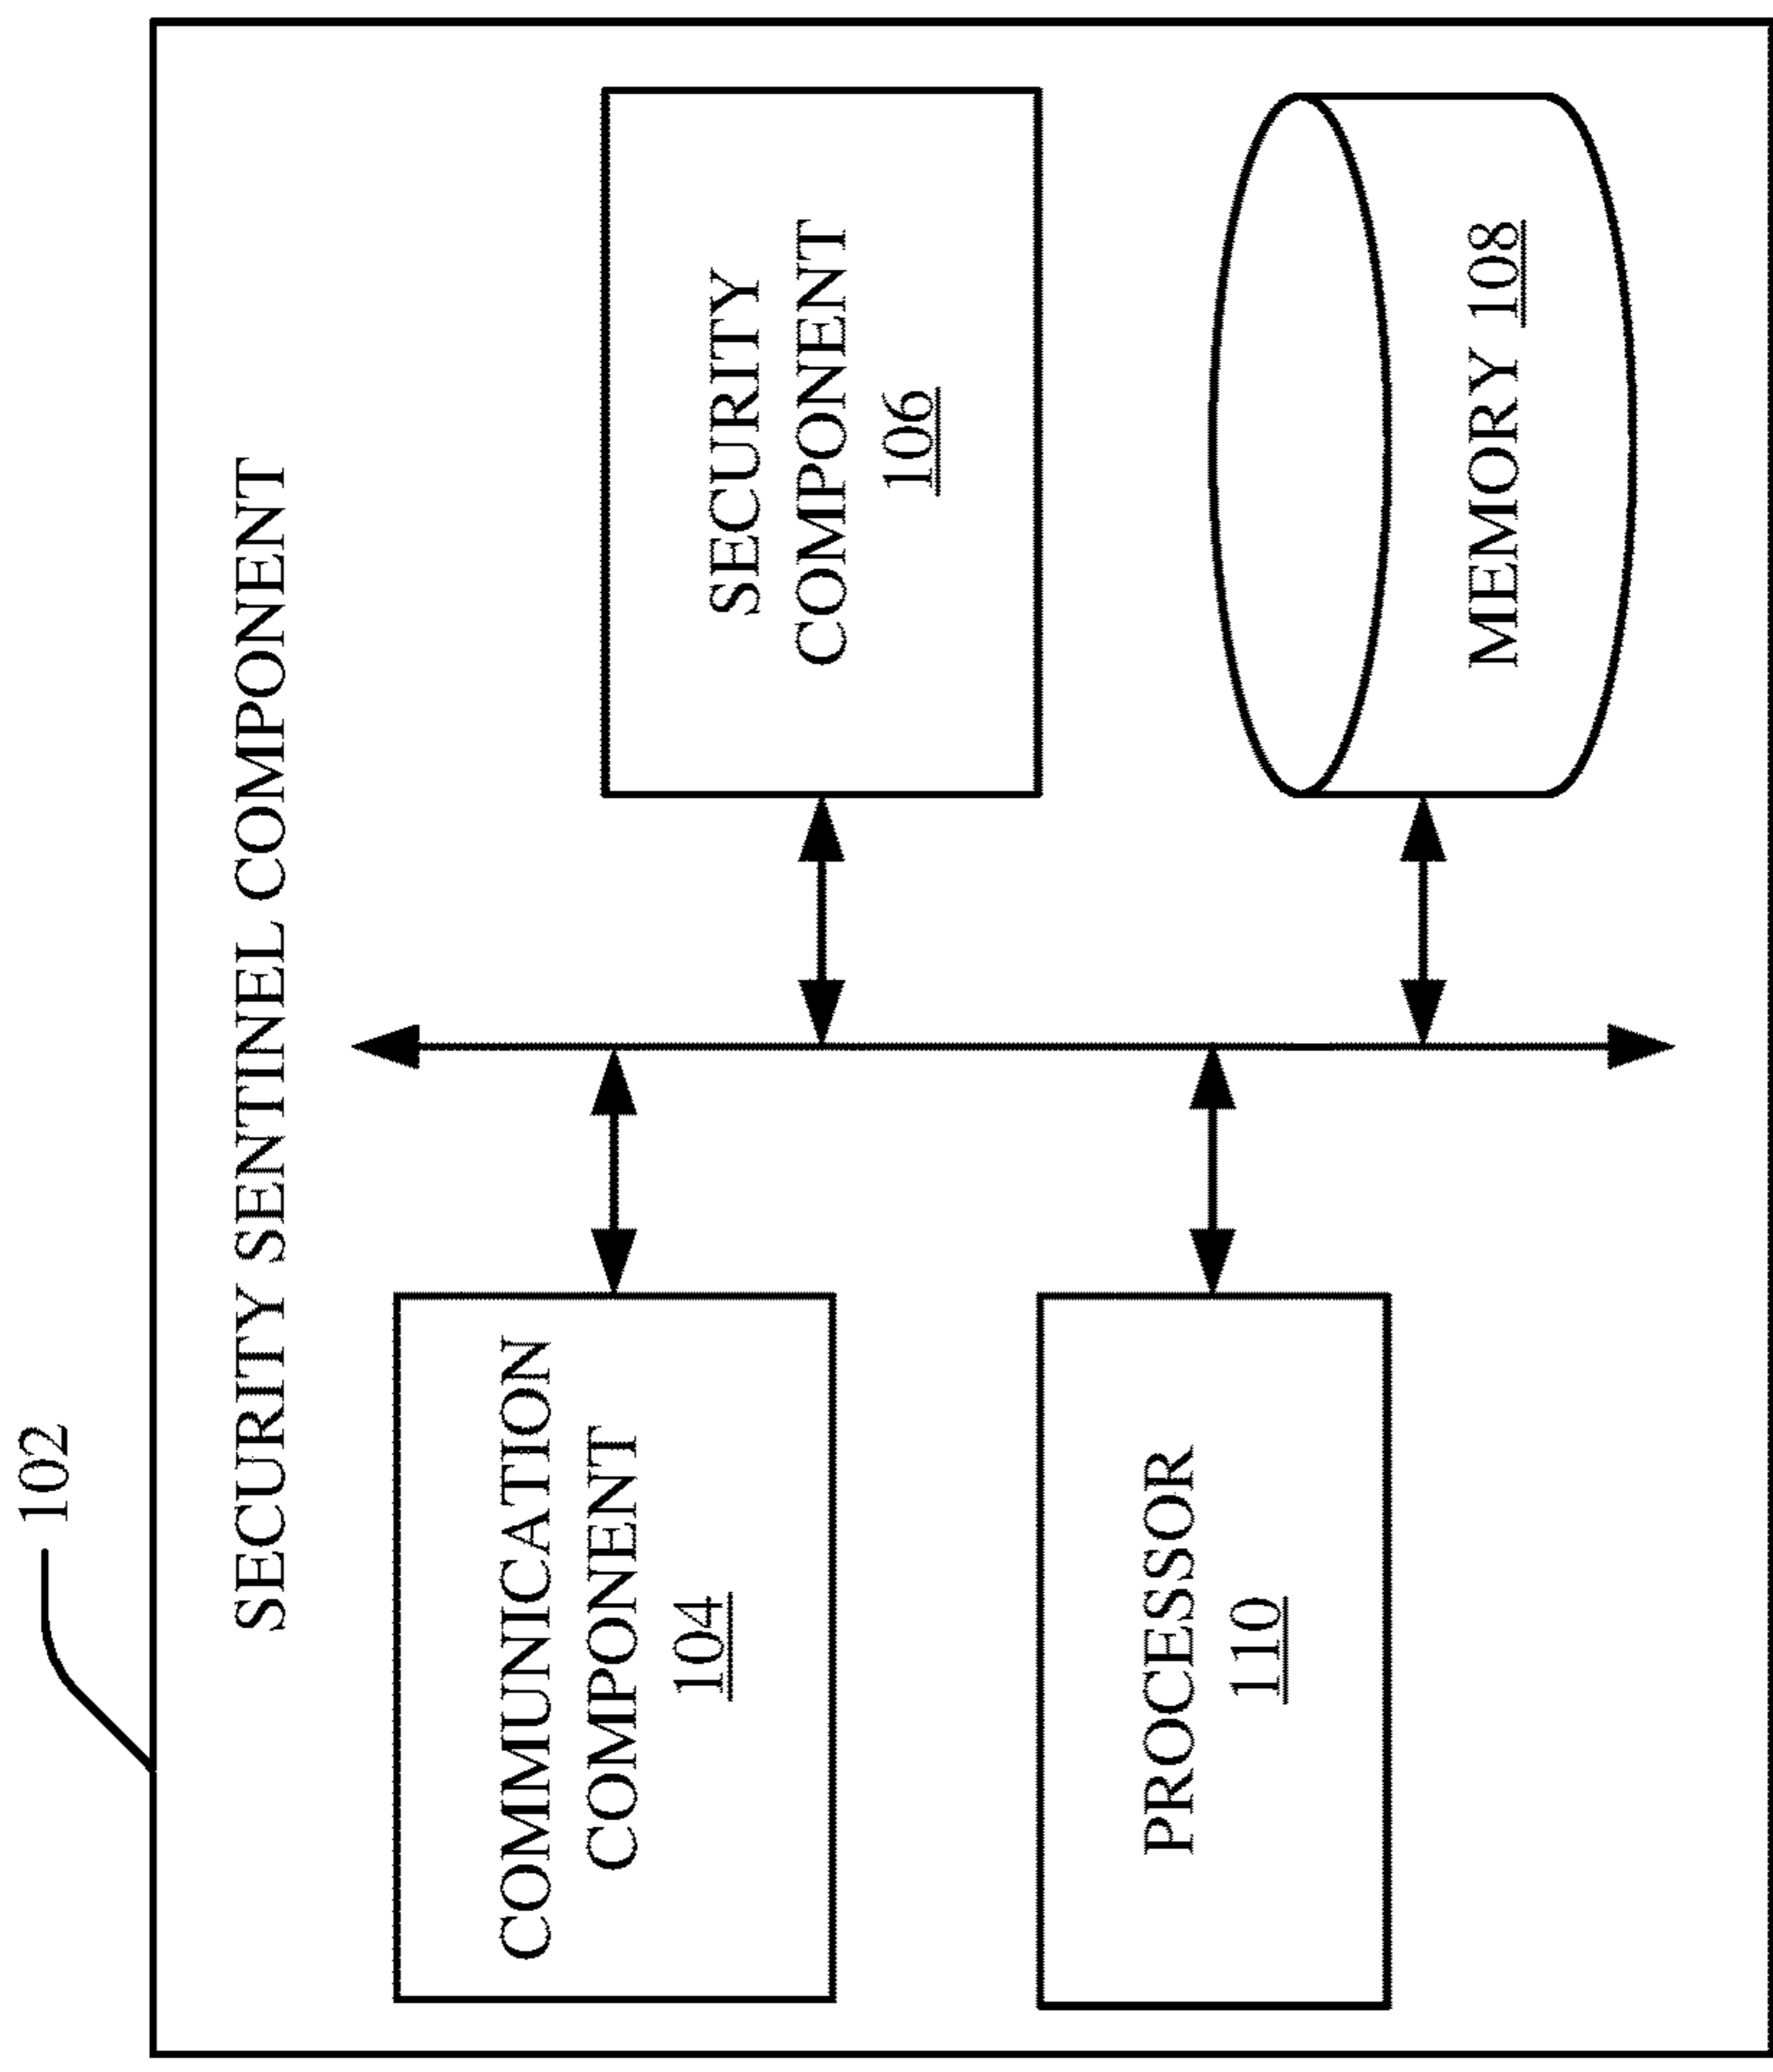 102
SECURITY SENTINEL COMPONENT
COMMUNICATION
COMPONENT
104
SECURITY
COMPONENT
106
PROCESSOR
110
MEMORY 108